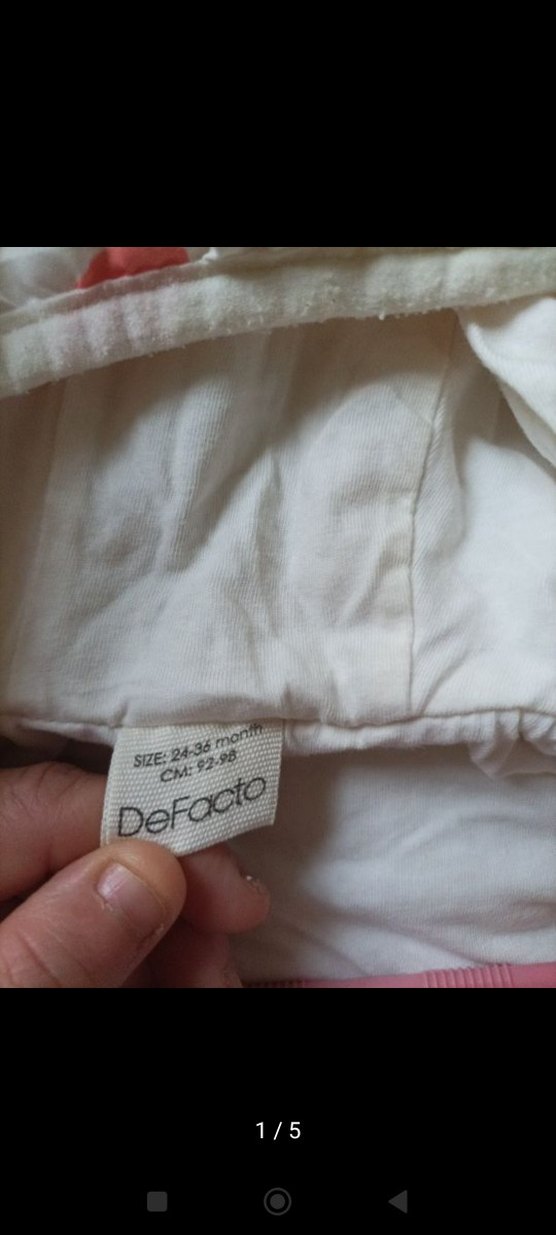 SIZE: 24-36 month
CM: 92-98
DeFacto
1 / 5